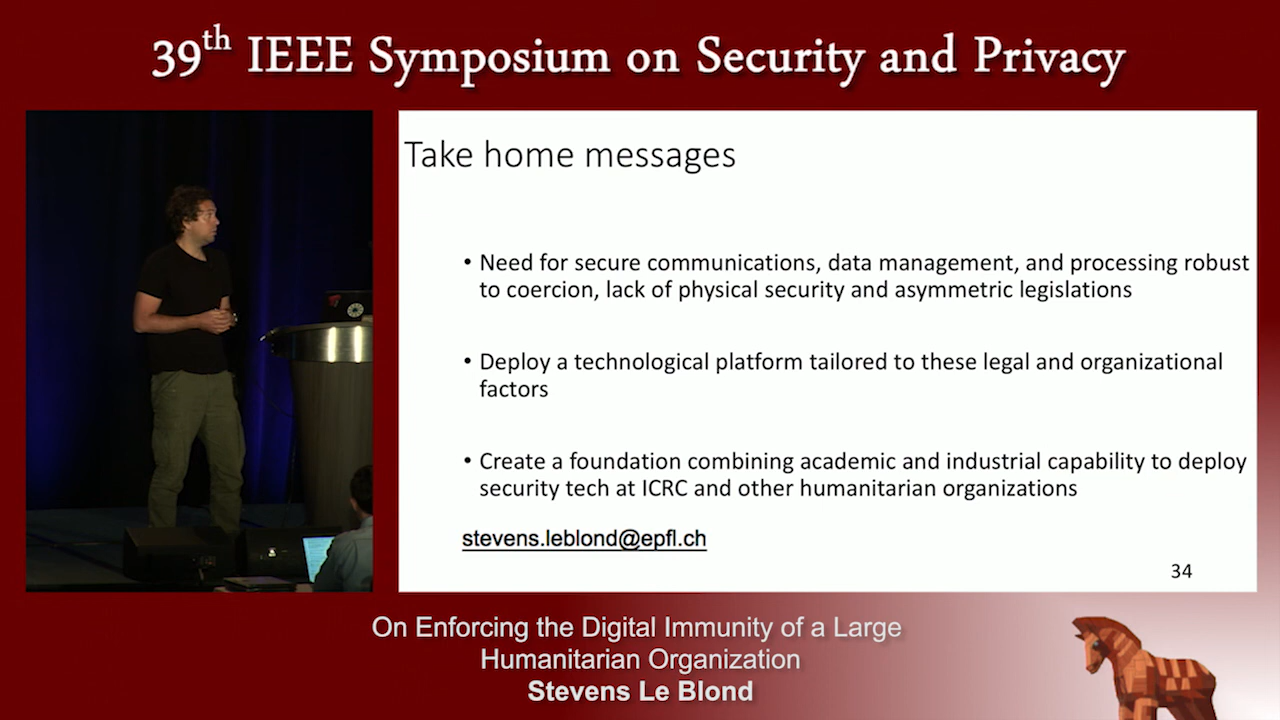 39th IEEE Symposium on Security and Privacy
Take home messages
• Need for secure communications, data management, and processing robust
to coercion, lack of physical security and asymmetric legislations
• Deploy a technological platform tailored to these legal and organizational
factors
• Create a foundation combining academic and industrial capability to deploy
security tech at ICRC and other humanitarian organizations
stevens.leblond@epfl.ch
34
On Enforcing the Digital Immunity of a Large
Humanitarian Organization
Stevens Le Blond